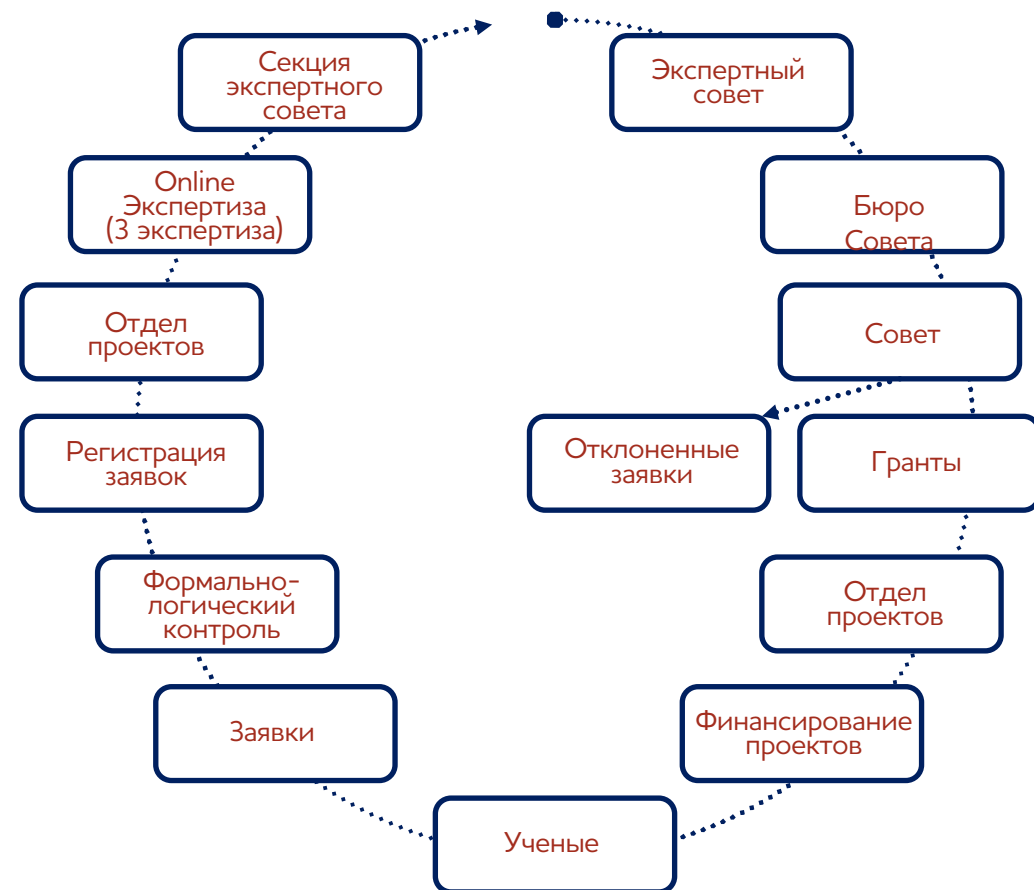 Секция
экспертного
совета
Экспертный
совет
Online
Экспертиза
(3 экспертиза)
Бюро
Совета
Отдел
проектов
Совет
Регистрация
заявок
Отклоненные
заявки
Гранты
Формально-
логический
контроль
Отдел
проектов
Заявки
Финансирование
проектов
Ученые